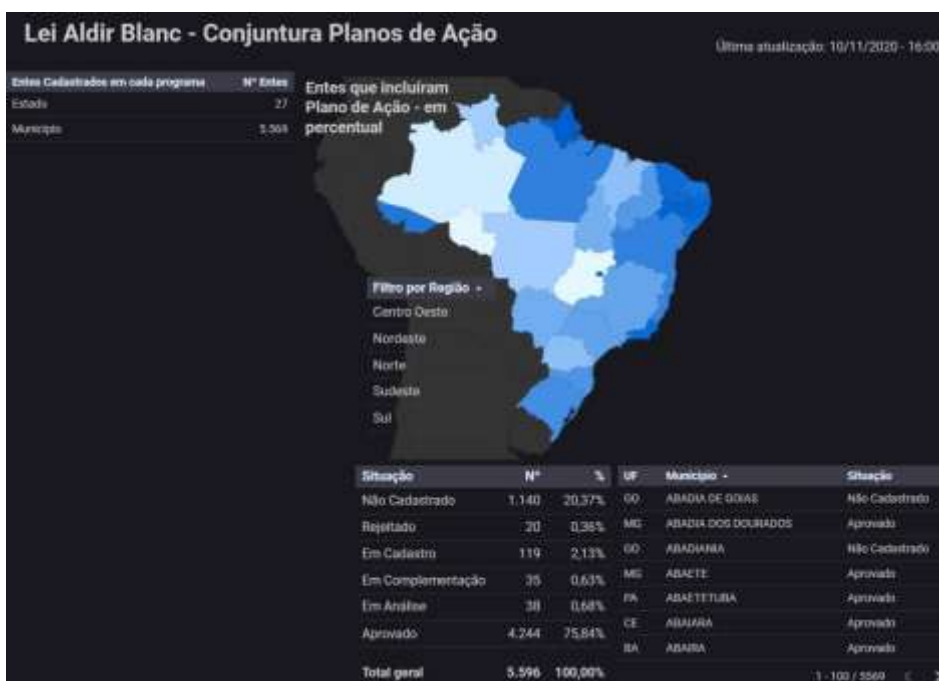 Lei Aldir Blanc - Conjuntura Planos de Ação
Última atualização: 10/11/2020 - 16:00
Entes Cadastrados em cada programa Nº Entes
Estado 27
Município 5.569
Entes que incluíram
Plano de Ação - em
percentual
Filtro por Região
Centro Oeste
Nordeste
Norte
Sudeste
Sul
Situação Nº %
Não Cadastrado 1.140 20,37%
Rejeitado 20 0,36%
Em Cadastro 119 2,13%
Em Complementação 35 0,63%
Em Análise 38 0,68%
Aprovado 4.244 75,84%
Total geral 5.596 100,00%
UF Município Situação
GO ABADIA DE GOIAS Não Cadastrado
MG ABADIA DOS DOURADOS Aprovado
GO ABADIANIA Não Cadastrado
MG ABAETE Aprovado
PA ABAETETUBA Aprovado
CE ABAIARA Aprovado
BA ABAIRA Aprovado
1 - 100 / 5569